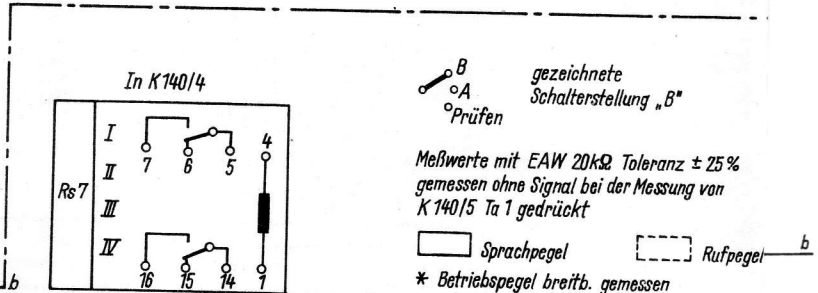 In K140/4
Rs7
I
II
III
IV
7
6
5
4
16
15
14
1
b
B
A
Prüfen
gezeichnete
Schalterstellung „B"
Meßwerte mit EAW 20kΩ Toleranz ± 25%
gemessen ohne Signal bei der Messung von
K 140/5 Ta 1 gedrückt
Sprachpegel
Rufpegel
b
* Betriebspegel breitb. gemessen